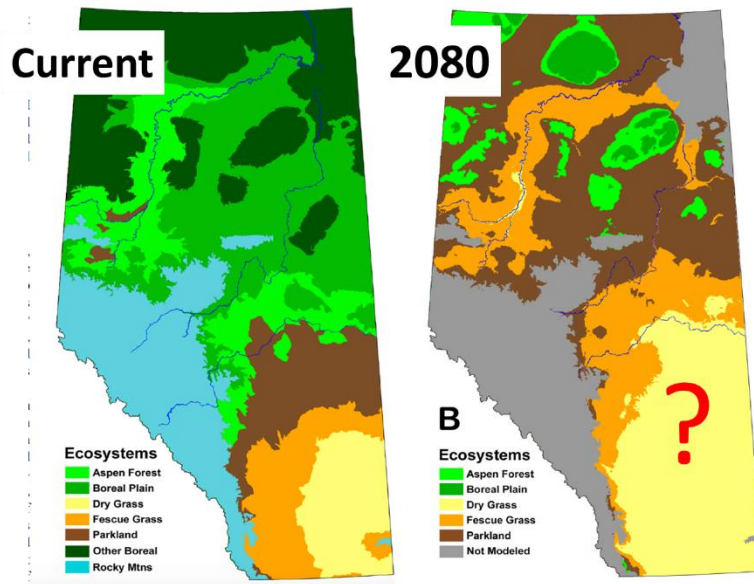 Current
2080
Ecosystems
Aspen Forest
Boreal Plain
Dry Grass
Fescue Grass
Parkland
Other Boreal
Rocky Mtns
B
?
Ecosystems
Aspen Forest
Boreal Plain
Dry Grass
Fescue Grass
Parkland
Not Modeled